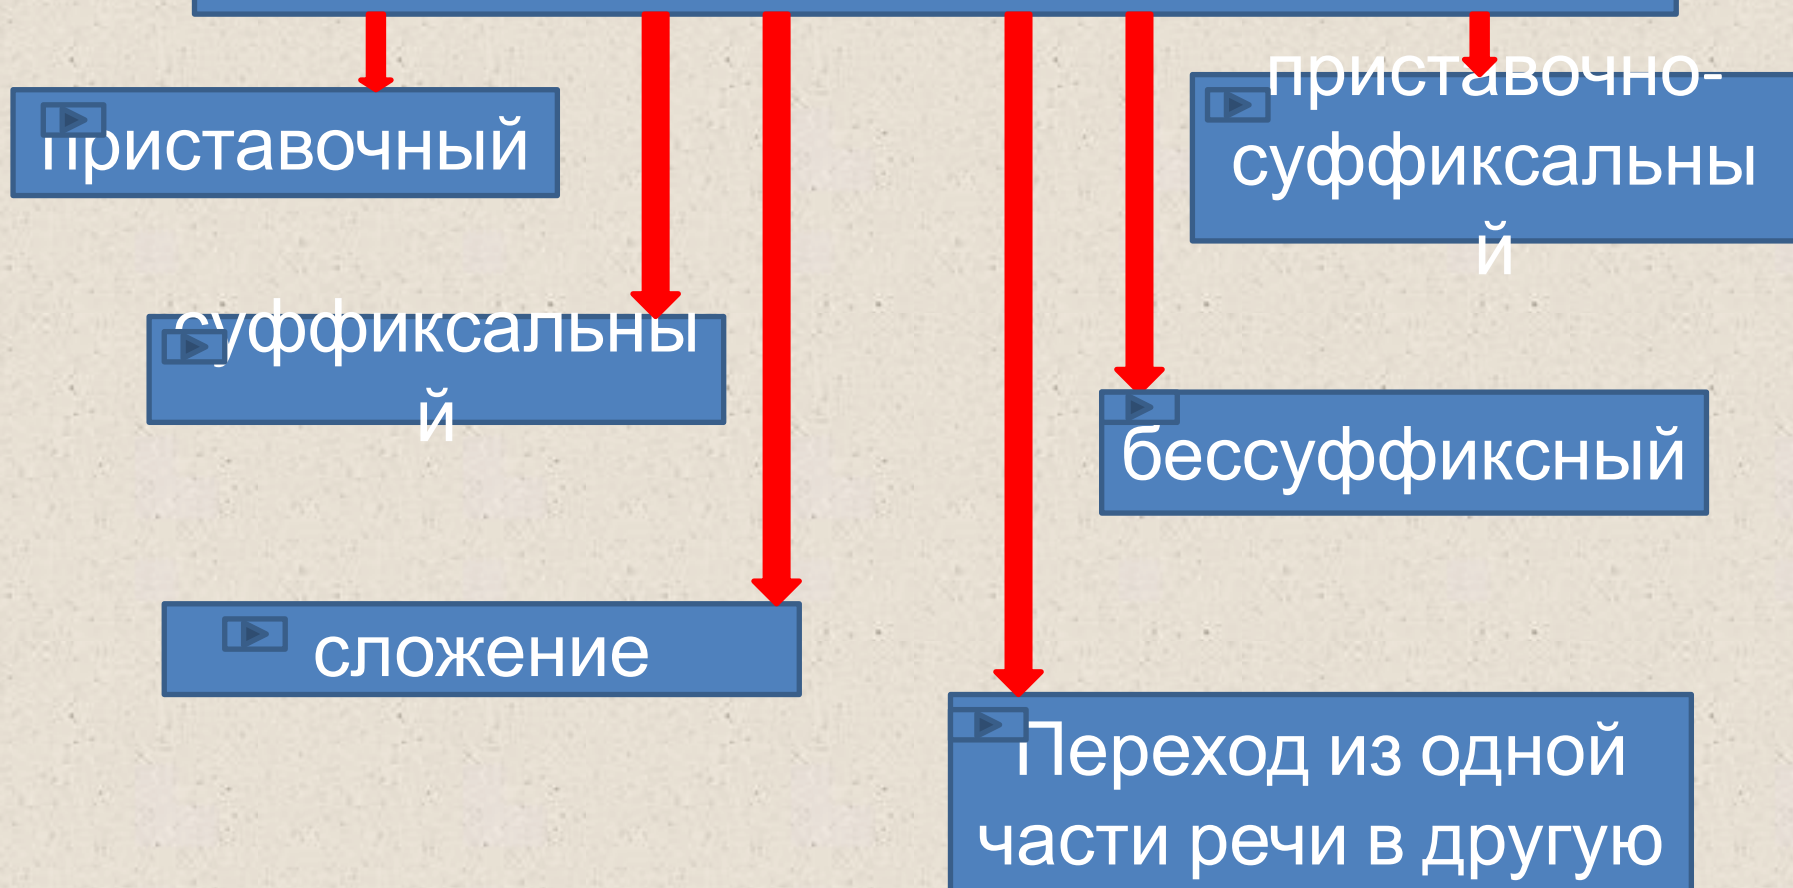 приставочный
приставочно-
суффиксальны
й
суффиксальны
й
бессуффиксный
сложение
Переход из одной
части речи в другую